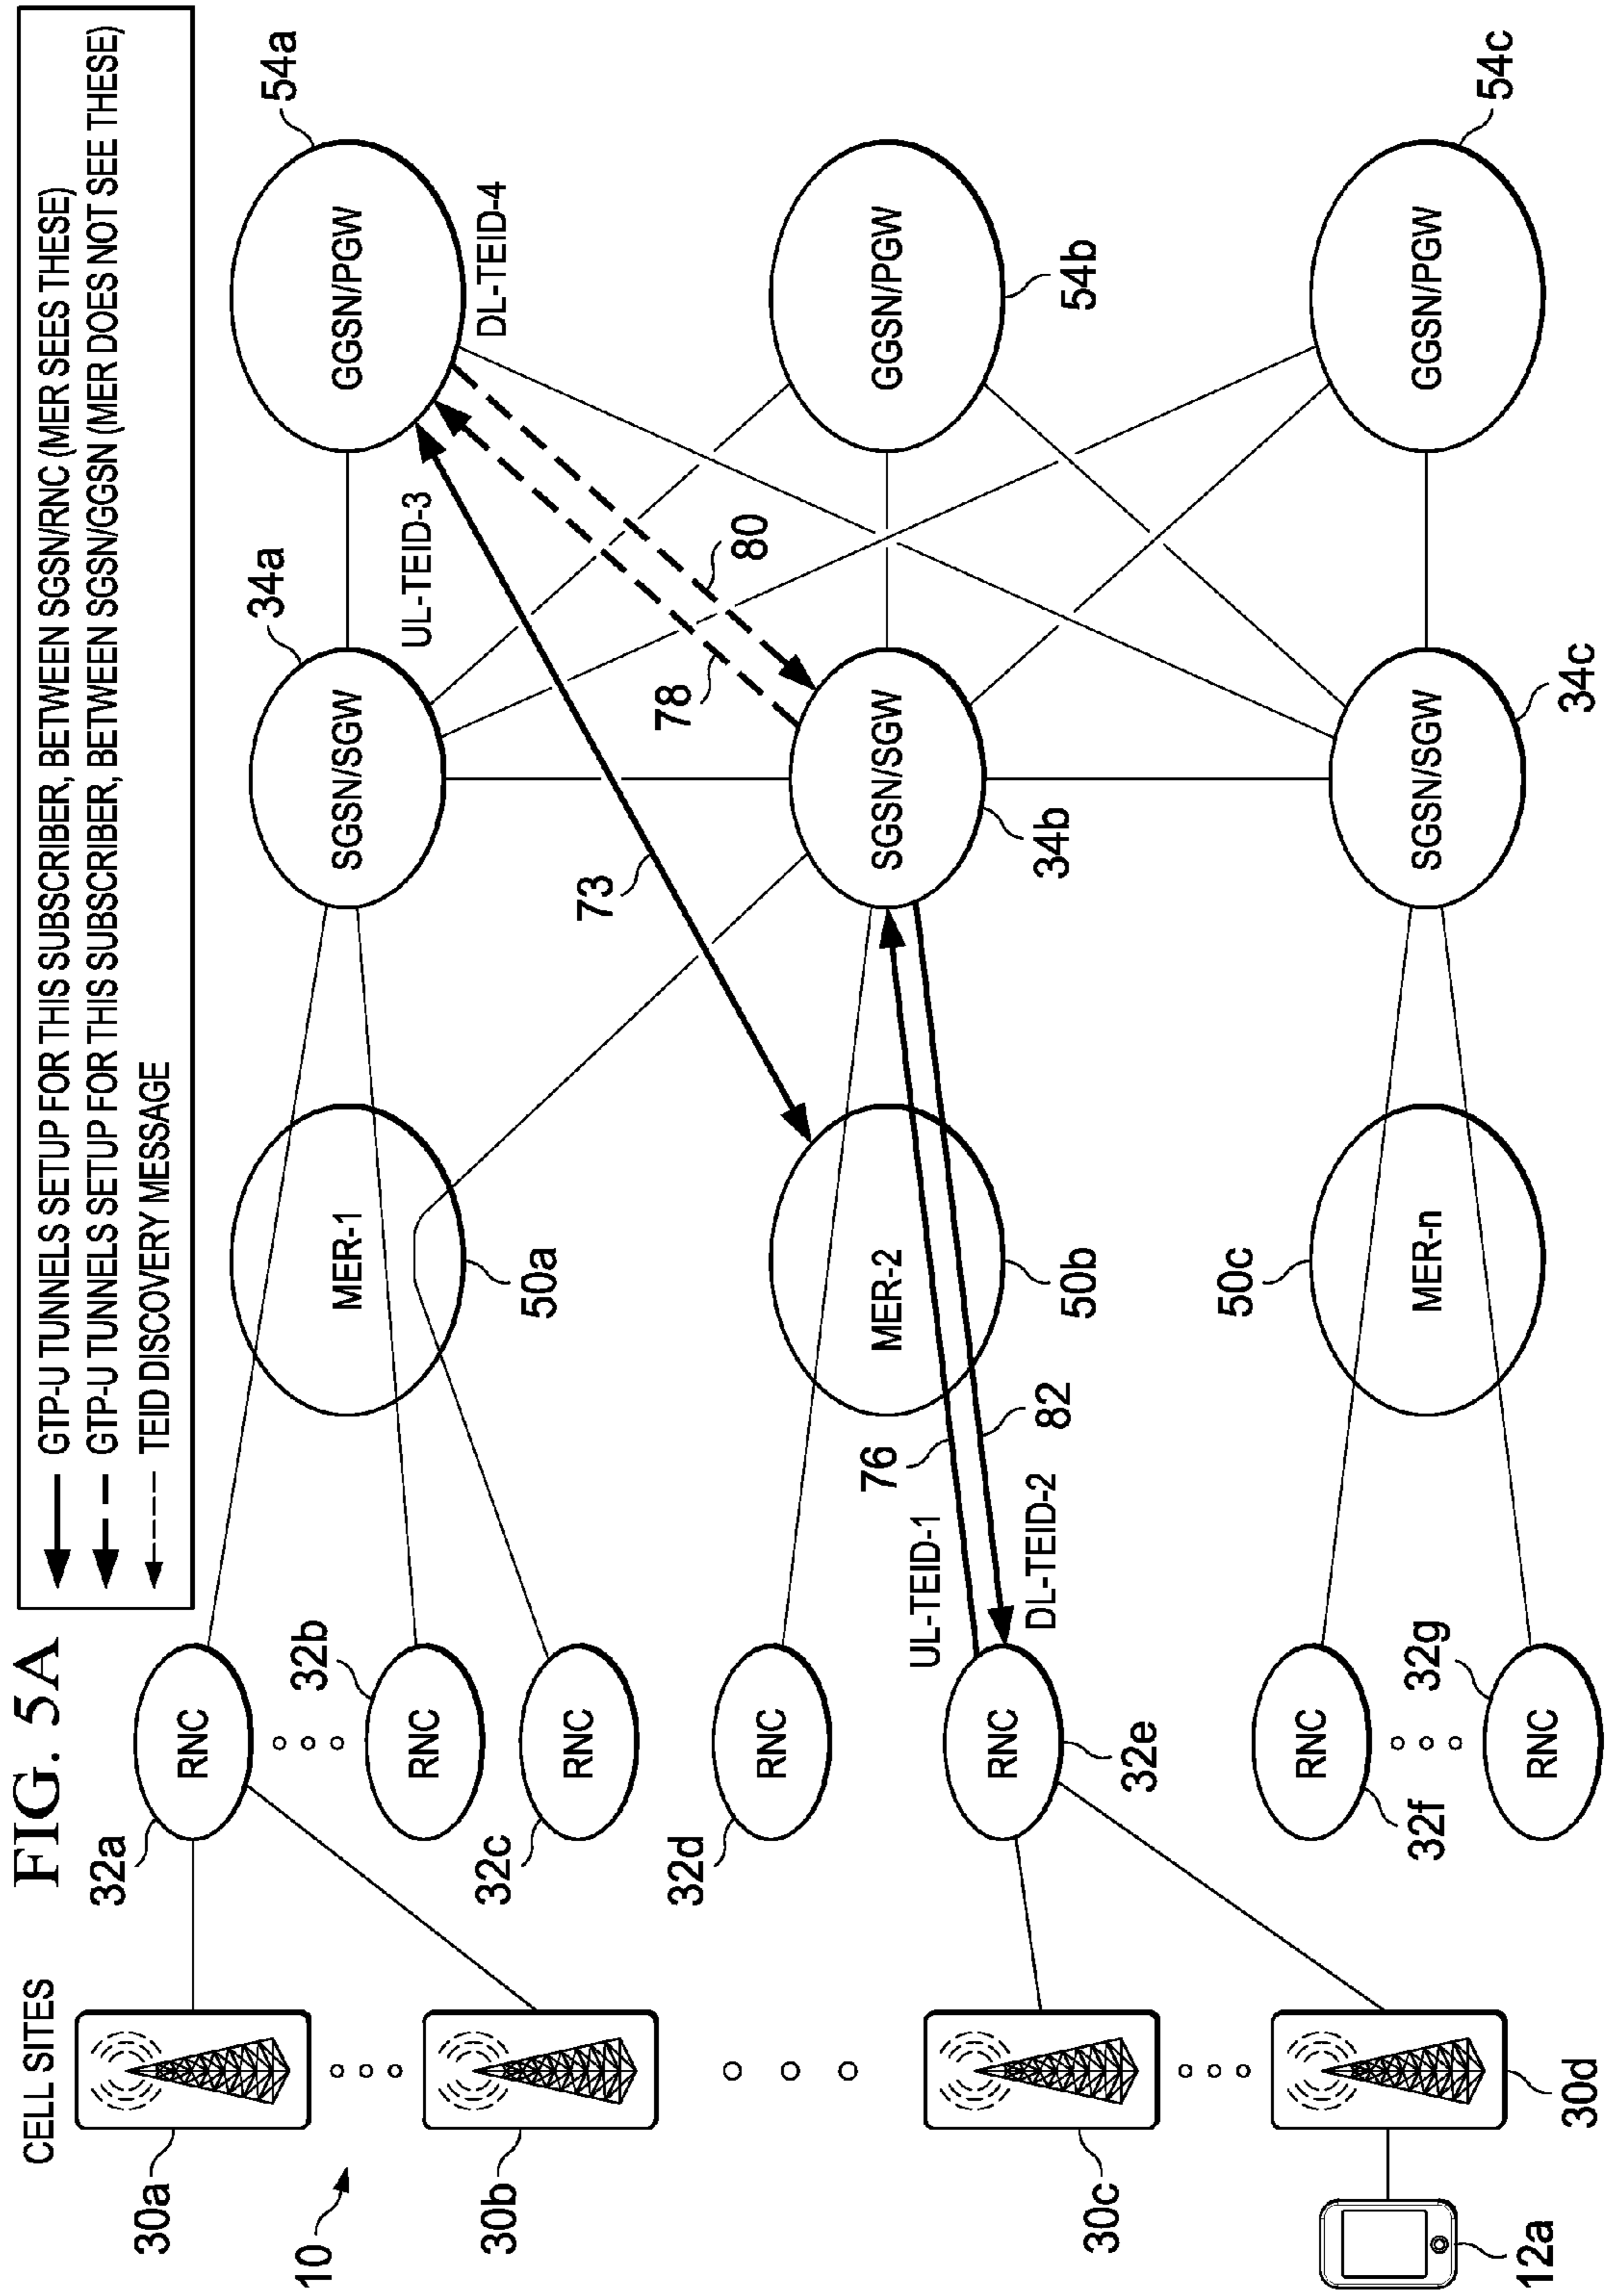 FIG. 5A
GTP-U TUNNELS SETUP FOR THIS SUBSCRIBER, BETWEEN SGSN/RNC (MER SEES THESE)
GTP-U TUNNELS SETUP FOR THIS SUBSCRIBER, BETWEEN SGSN/GGSN (MER DOES NOT SEE THESE)
TEID DISCOVERY MESSAGE
CELL SITES
30a
10
30b
30c
30d
12a
32a
RNC
32b
RNC
32c
RNC
32d
RNC
RNC
32e
RNC
32f
32g
RNC
UL-TEID-1
DL-TEID-2
76
82
MER-1
50a
MER-2
50b
50c
MER-n
73
34a
SGSN/SGW
SGSN/SGW
34b
SGSN/SGW
34c
UL-TEID-3
78
80
54a
GGSN/PGW
DL-TEID-4
GGSN/PGW
54b
GGSN/PGW
54c